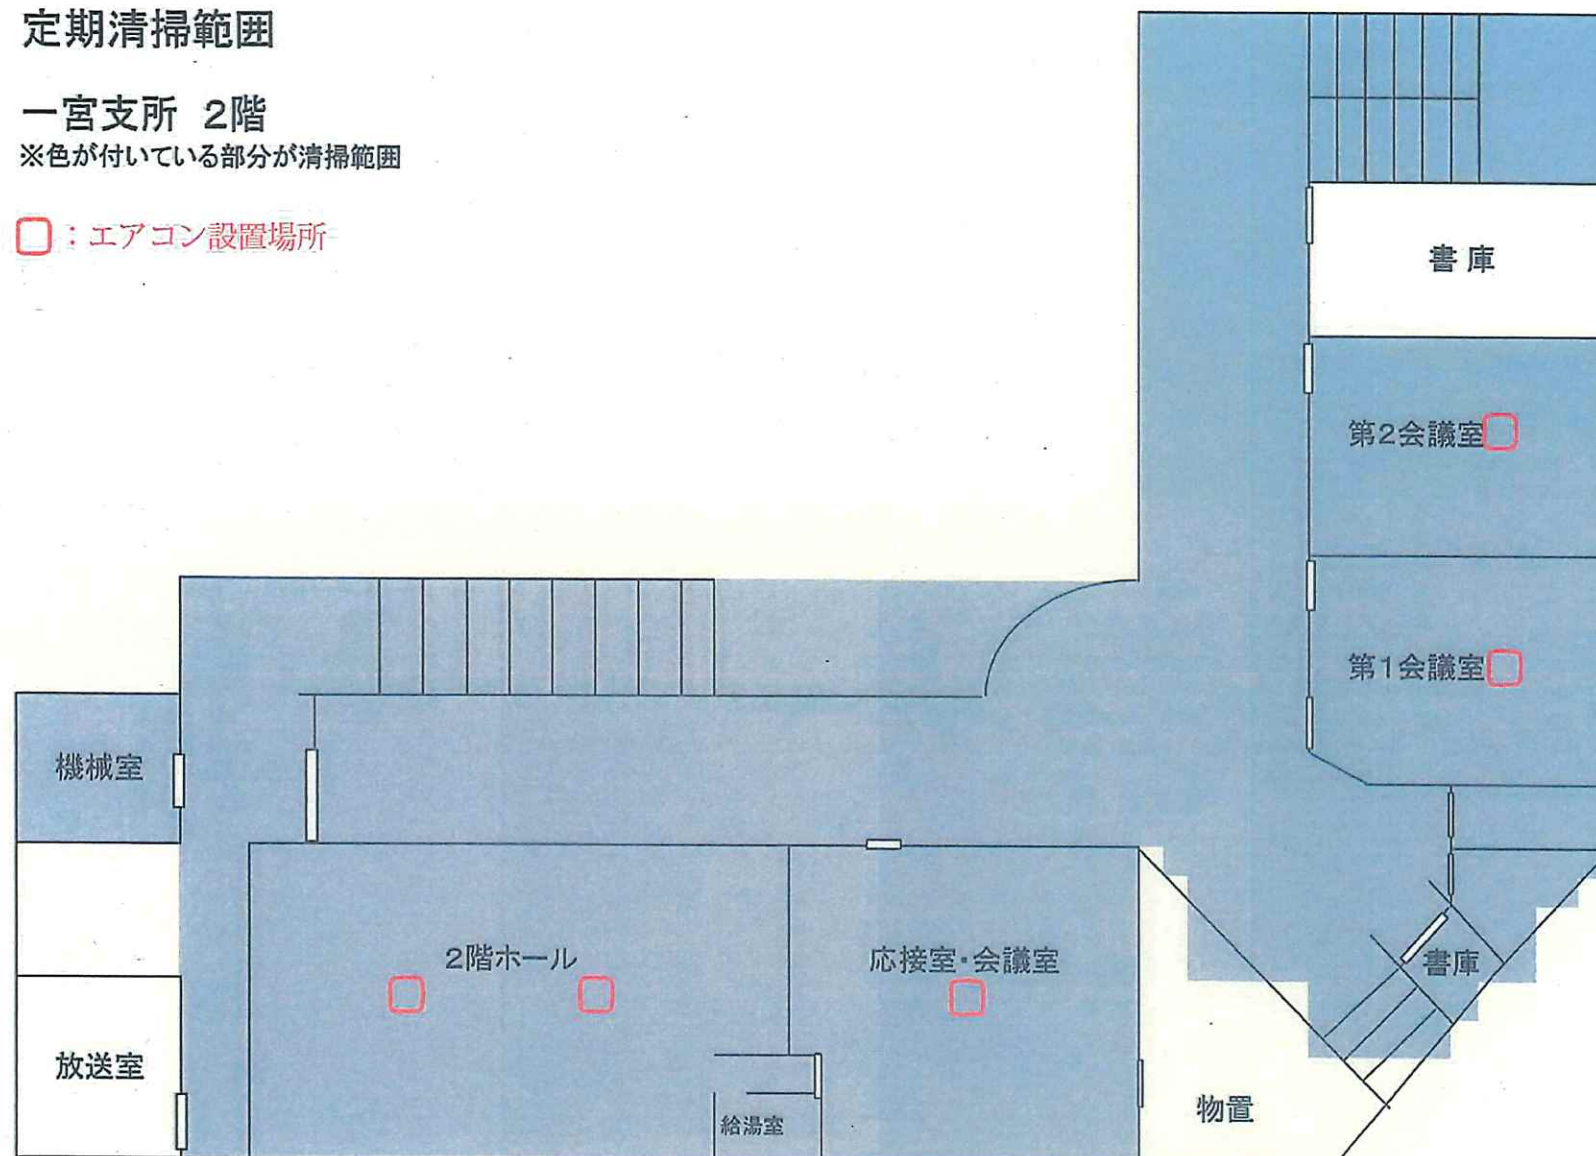 定期清掃範囲
一宮支所 2階
※色が付いている部分が清掃範囲
：エアコン設置場所
書庫
第2会議室
第1会議室
機械室
2階ホール
応接室・会議室
書庫
放送室
物置
給湯室